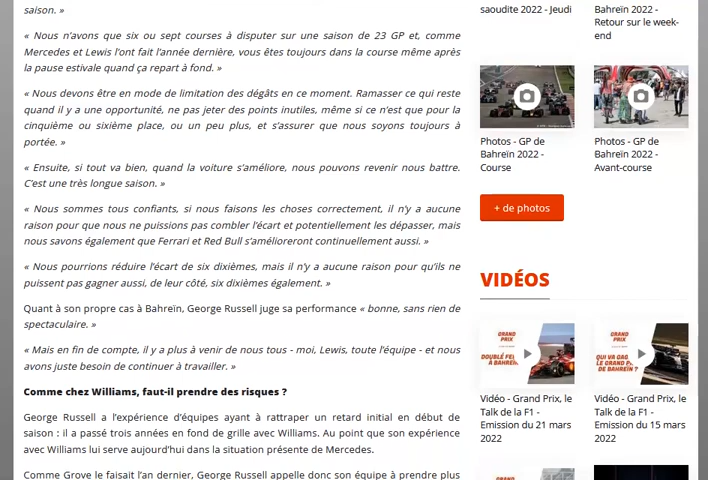 saison. »
« Nous n'avons que six ou sept courses à disputer sur une saison de 23 GP et, comme
Mercedes et Lewis l'ont fait l'année dernière, vous êtes toujours dans la course même après
la pause estivale quand ça repart à fond. »
« Nous devons être en mode de limitation des dégâts en ce moment. Ramasser ce qui reste
quand il y a une opportunité, ne pas jeter des points inutiles, même si ce n'est que pour la
cinquième ou sixième place, ou un peu plus, et s'assurer que nous soyons toujours à
portée. »
« Ensuite, si tout va bien, quand la voiture s'améliore, nous pouvons revenir nous battre.
C'est une très longue saison. »
« Nous sommes tous confiants, si nous faisons les choses correctement, il n'y a aucune
raison pour que nous ne puissions pas combler l'écart et potentiellement les dépasser, mais
nous savons également que Ferrari et Red Bull s'amélioreront continuellement aussi. »
« Nous pourrions réduire l'écart de six dixièmes, mais il n'y a aucune raison pour qu'ils ne
puissent pas gagner aussi, de leur côté, six dixièmes également. »
Quant à son propre cas à Bahreïn, George Russell juge sa performance « bonne, sans rien de
spectaculaire. »
« Mais en fin de compte, il y a plus à venir de nous tous - moi, Lewis, toute l'équipe - et nous
avons juste besoin de continuer à travailler. »
Comme chez Williams, faut-il prendre des risques ?
George Russell a l'expérience d'équipes ayant à rattraper un retard initial en début de
saison : il a passé trois années en fond de grille avec Williams. Au point que son expérience
avec Williams lui serve aujourd'hui dans la situation présente de Mercedes.
Comme Grove le faisait l'an dernier, George Russell appelle donc son équipe à prendre plus
saoudite 2022 - Jeudi
Bahreïn 2022 -
Retour sur le week-
end
Photos - GP de
Bahreïn 2022 -
Course
Photos - GP de
Bahreïn 2022 -
Avant-course
+ de photos
VIDÉOS
GRAND
PRIX
DOUBLÉ FE
À BAHREÏN
GRAND
PRIX
QUI VA GAG
LE GRAND P
DE BAHREÏN ?
Vidéo - Grand Prix, le
Talk de la F1 -
Emission du 21 mars
2022
Vidéo - Grand Prix, le
Talk de la F1 -
Emission du 15 mars
2022